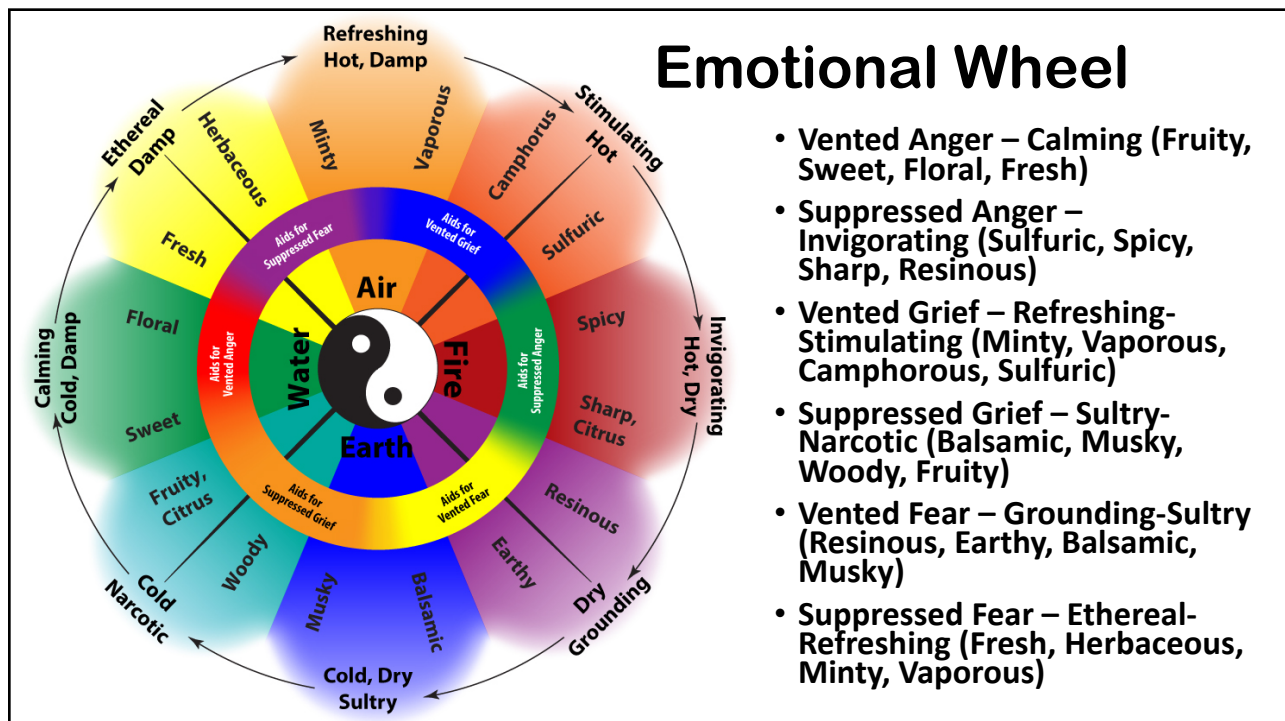 Emotional Wheel
• Vented Anger – Calming (Fruity,
Sweet, Floral, Fresh)
• Suppressed Anger –
Invigorating (Sulfuric, Spicy,
Sharp, Resinous)
• Vented Grief – Refreshing-
Stimulating (Minty, Vaporous,
Camphorous, Sulfuric)
• Suppressed Grief – Sultry-
Narcotic (Balsamic, Musky,
Woody, Fruity)
• Vented Fear – Grounding-Sultry
(Resinous, Earthy, Balsamic,
Musky)
• Suppressed Fear – Ethereal-
Refreshing (Fresh, Herbaceous,
Minty, Vaporous)
Refreshing
Hot, Damp
Stimulating
Hot
Invigorating
Hot, Dry
Dry
Grounding
Cold, Dry
Sultry
Cold
Narcotic
Calming
Cold, Damp
Ethereal
Damp
Minty
Vaporous
Camphorus
Sulfuric
Spicy
Sharp,
Citrus
Resinous
Earthy
Balsamic
Musky
Woody
Fruity,
Citrus
Sweet
Floral
Fresh
Herbaceous
Aids for
Vented Grief
Aids for
Suppressed Anger
Aids for
Vented Fear
Aids for
Suppressed Grief
Aids for
Vented Anger
Aids for
Suppressed Fear
Air
Fire
Earth
Water